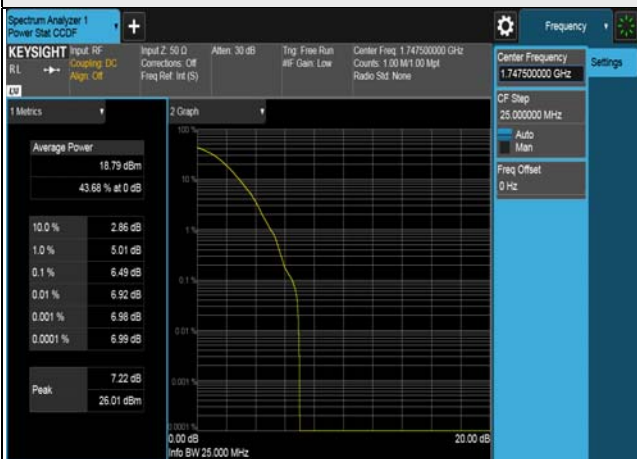 Spectrum Analyzer 1
Power Stat CCDF
+
Frequency
KEYSIGHT
RL
LW
Input: RF
Coupling: DC
Align: Off
Input Z: 50 Ω
Corrections: Off
Freq Ref: Int (S)
Atten: 30 dB
Trig: Free Run
#IF Gain: Low
Center Freq: 1.747500000 GHz
Counts: 1.00 M/1.00 Mpt
Radio Std: None
Center Frequency
1.747500000 GHz
Settings
CF Step
25.000000 MHz
Auto
Man
Freq Offset
0 Hz
1 Metrics
Average Power
18.79 dBm
43.68 % at 0 dB
10.0 % 2.86 dB
1.0 % 5.01 dB
0.1 % 6.49 dB
0.01 % 6.92 dB
0.001 % 6.98 dB
0.0001 % 6.99 dB
Peak 7.22 dB
26.01 dBm
2 Graph
100 %
10 %
1 %
0.1 %
0.01 %
0.001 %
0.0001 %
0.00 dB 20.00 dB
Info BW 25.000 MHz